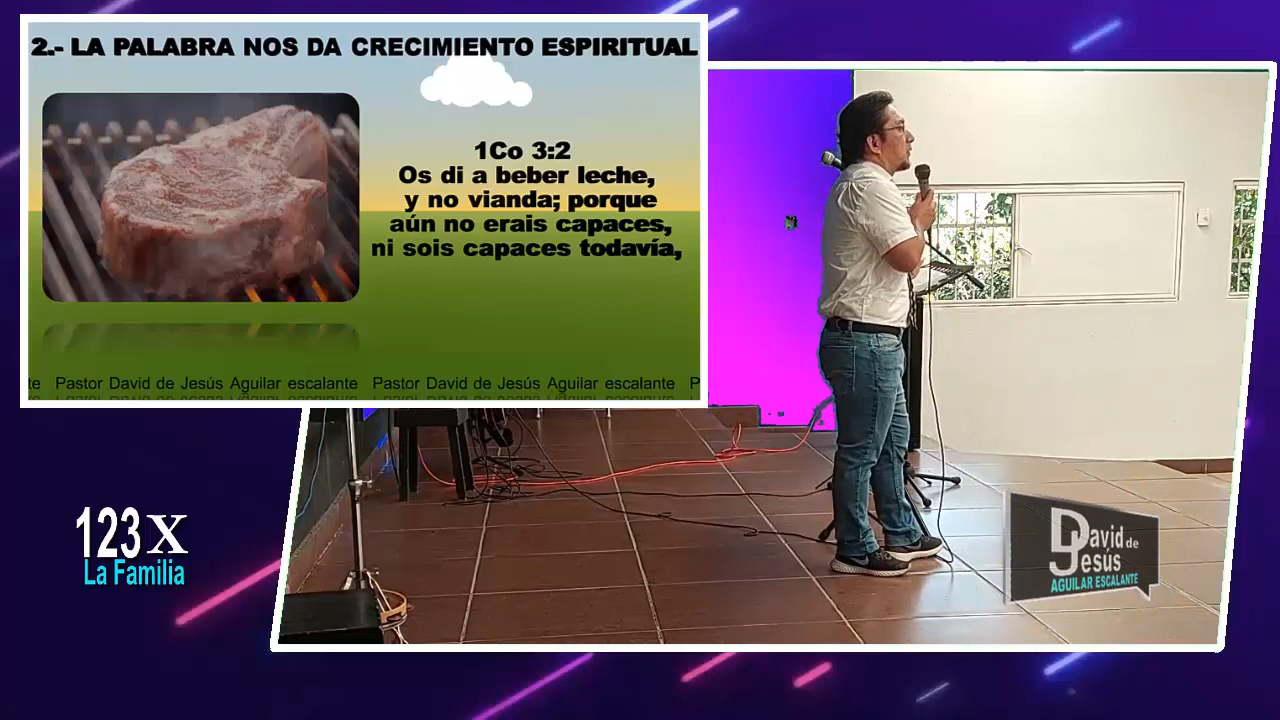 2.- LA PALABRA NOS DA CRECIMIENTO ESPIRITUAL
1Co 3:2
Os di a beber leche,
y no vianda; porque
aún no erais capaces,
ni sois capaces todavía,
te Pastor David de Jesús Aguilar escalante Pastor David de Jesús Aguilar escalante P
123X
La Familia
David de
Jesús
AGUILAR ESCALANTE